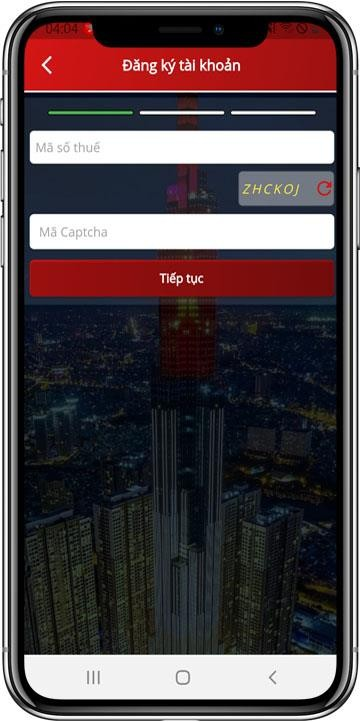 04:04
Đăng ký tài khoản
Mã số thuế
ZHCKOJ
Mã Captcha
Tiếp tục